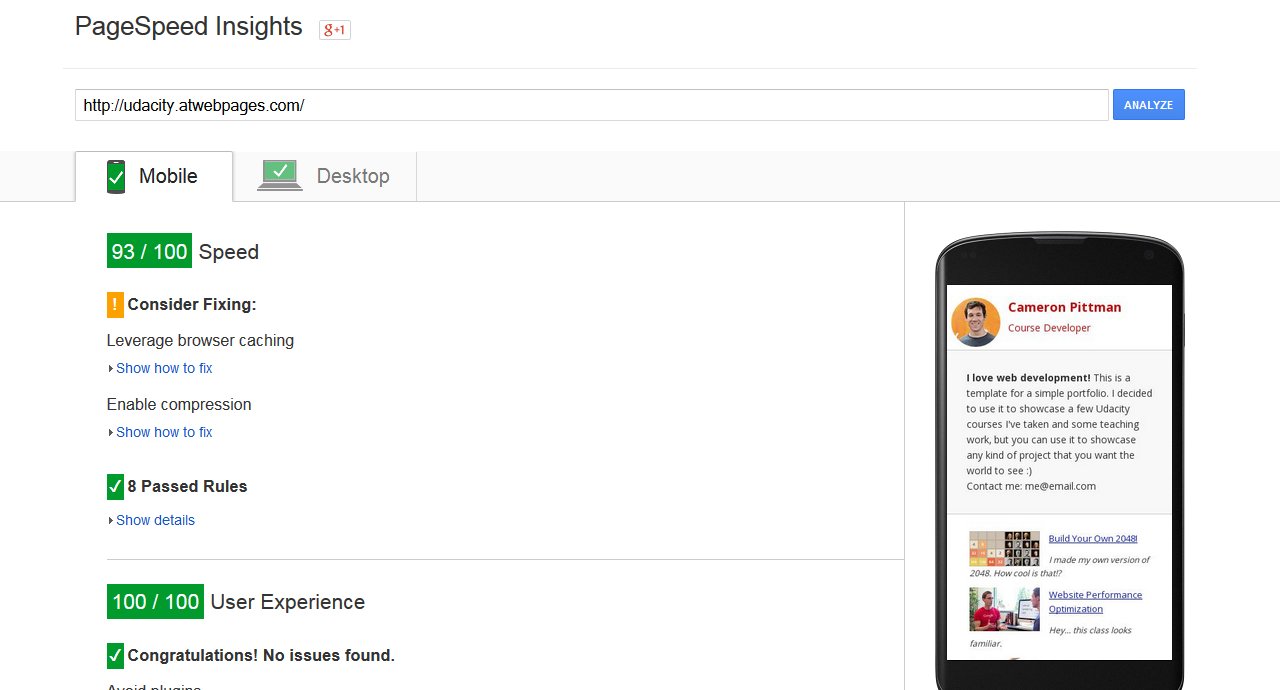 PageSpeed Insights
g+1
http://udacity.atwebpages.com/
ANALYZE
Mobile
Desktop
93 / 100 Speed
! Consider Fixing:
Leverage browser caching
Show how to fix
Enable compression
Show how to fix
8 Passed Rules
Show details
100 / 100 User Experience
Congratulations! No issues found.
Avoid plugins
Cameron Pittman
Course Developer
I love web development! This is a
template for a simple portfolio. I decided
to use it to showcase a few Udacity
courses I've taken and some teaching
work, but you can use it to showcase
any kind of project that you want the
world to see :)
Contact me: me@email.com
Build Your Own 2048!
I made my own version of
2048. How cool is that!?
Website Performance
Optimization
Hey... this class looks
familiar.